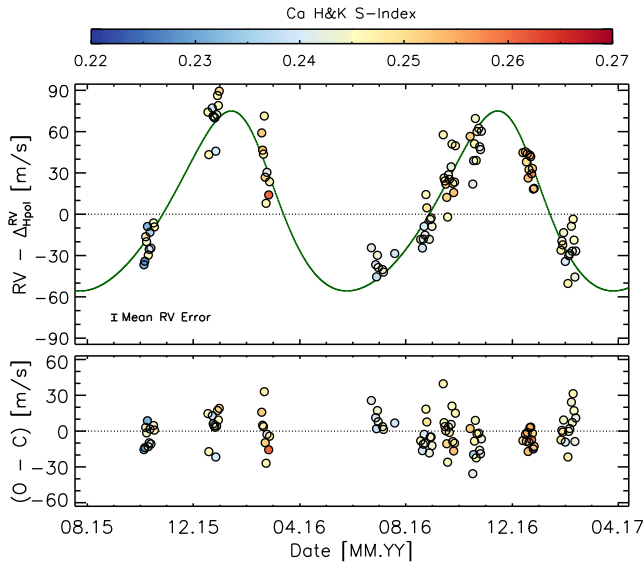 Ca H&K S-Index
0.22 0.23 0.24 0.25 0.26 0.27
RV - Δ^{RV}_{Hpol} [m/s]
90
60
30
0
-30
-60
-90
Mean RV Error
(O - C) [m/s]
60
30
0
-30
-60
08.15 12.15 04.16 08.16 12.16 04.17
Date [MM.YY]